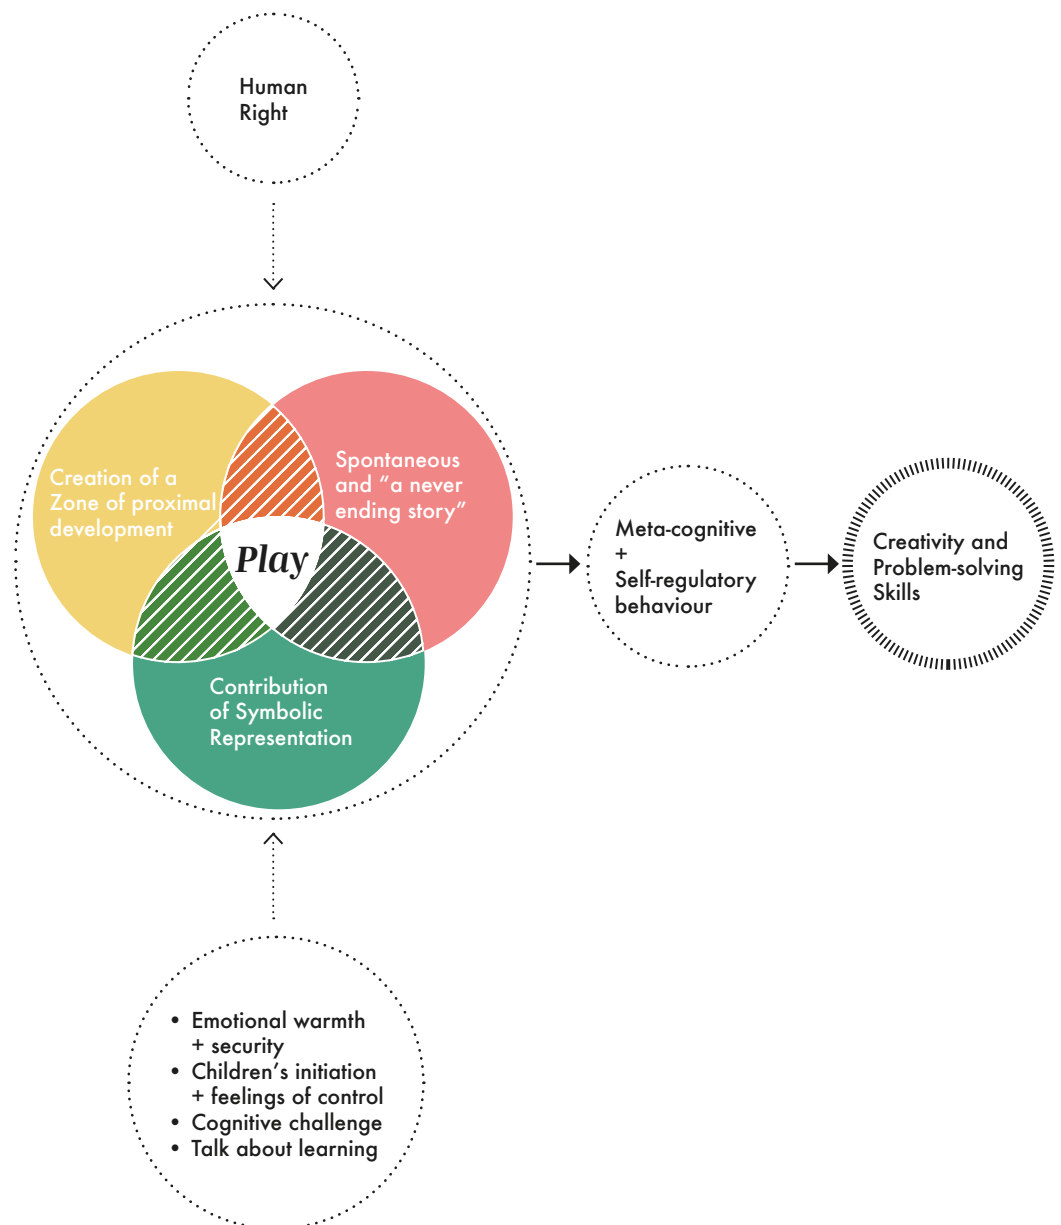 Human
Right
Creation of a
Zone of proximal
development
Spontaneous
and “a never
ending story”
Play
Contribution
of Symbolic
Representation
Meta-cognitive
+
Self-regulatory
behaviour
Creativity and
Problem-solving
Skills
• Emotional warmth
+ security
• Children’s initiation
+ feelings of control
• Cognitive challenge
• Talk about learning